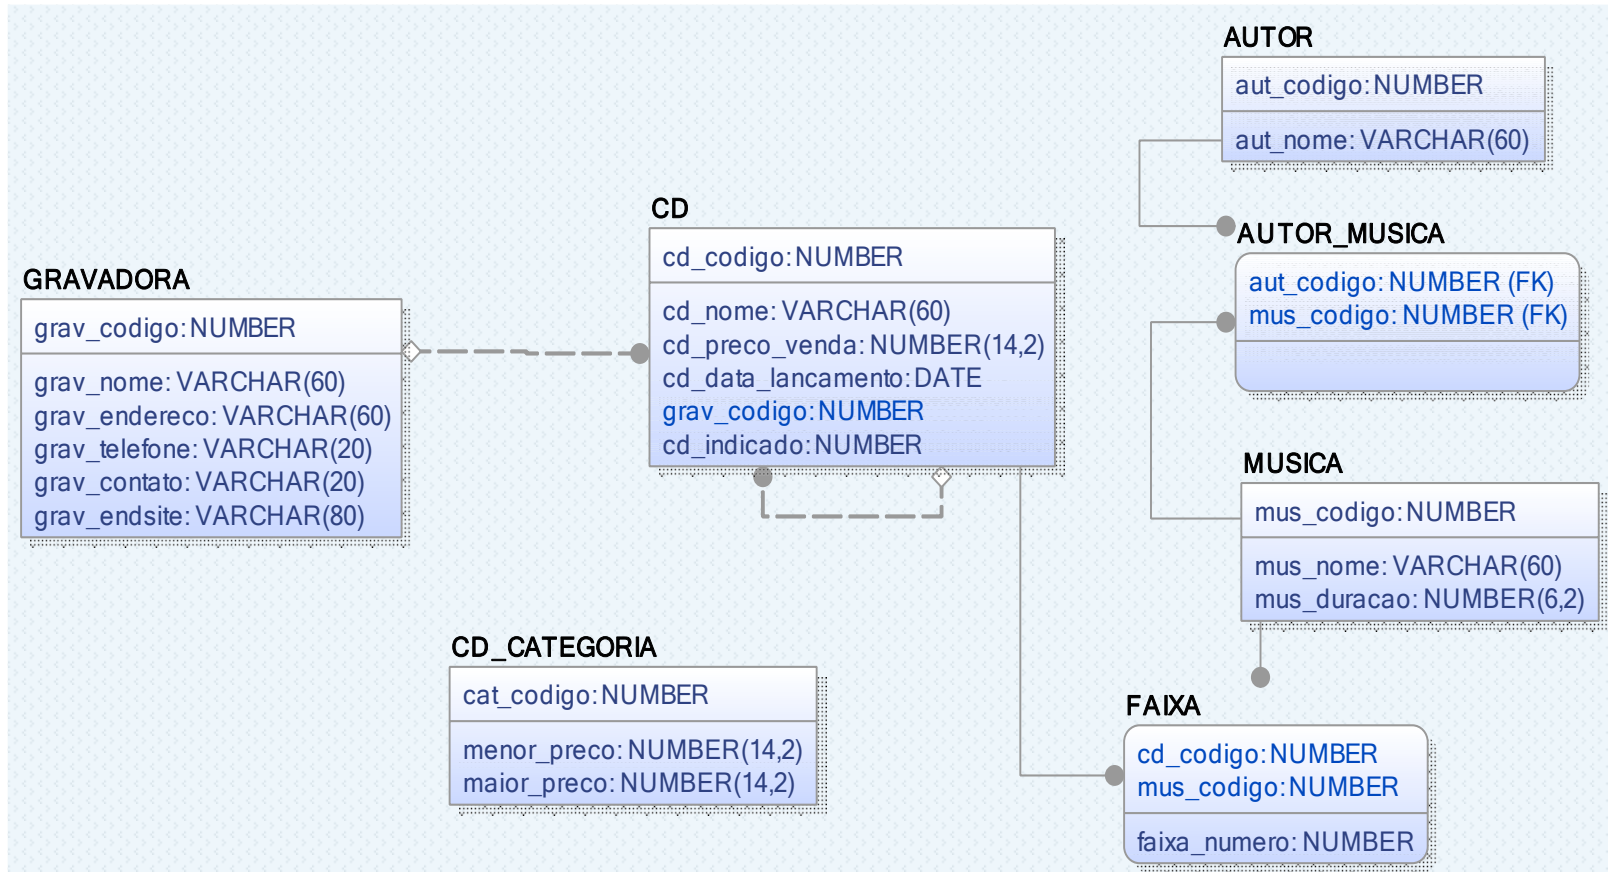 GRAVADORA
grav_codigo:NUMBER
grav_nome: VARCHAR(60)
grav_endereco: VARCHAR(60)
grav_telefone: VARCHAR(20)
grav_contato: VARCHAR(20)
grav_endsite: VARCHAR(80)
CD
cd_codigo:NUMBER
cd_nome: VARCHAR(60)
cd_preco_venda: NUMBER(14,2)
cd_data_lancamento:DATE
grav_codigo:NUMBER
cd_indicado:NUMBER
CD_CATEGORIA
cat_codigo:NUMBER
menor_preco: NUMBER(14,2)
maior_preco: NUMBER(14,2)
AUTOR
aut_codigo:NUMBER
aut_nome: VARCHAR(60)
AUTOR_MUSICA
aut_codigo: NUMBER (FK)
mus_codigo: NUMBER (FK)
MUSICA
mus_codigo:NUMBER
mus_nome: VARCHAR(60)
mus_duracao: NUMBER(6,2)
FAIXA
cd_codigo:NUMBER
mus_codigo:NUMBER
faixa_numero: NUMBER